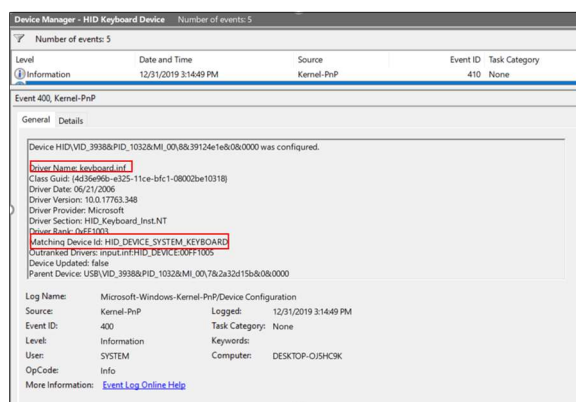 Device Manager - HID Keyboard Device Number of events: 5
Number of events: 5
Level Date and Time Source Event ID Task Category
Information 12/31/2019 3:14:49 PM Kernel-PnP 410 None
Event 400, Kernel-PnP
General Details
Device HID\VID_3938&PID_1032&MI_00\8&39124e1e&0&0000 was configured.
Driver Name: keyboard.inf
Class Guid: {4d36e96b-e325-11ce-bfc1-08002be10318}
Driver Date: 06/21/2006
Driver Version: 10.0.17763.348
Driver Provider: Microsoft
Driver Section: HID_Keyboard_Inst.NT
Driver Rank: 0xFF1003
Matching Device Id: HID_DEVICE_SYSTEM_KEYBOARD
Outranked Drivers: input.inf:HID_DEVICE:00FF1005
Device Updated: false
Parent Device: USB\VID_3938&PID_1032&MI_00\7&2a32d15b&0&0000
Log Name: Microsoft-Windows-Kernel-PnP/Device Configuration
Source: Kernel-PnP Logged: 12/31/2019 3:14:49 PM
Event ID: 400 Task Category: None
Level: Information Keywords:
User: SYSTEM Computer: DESKTOP-OJ5HC9K
OpCode: Info
More Information: Event Log Online Help